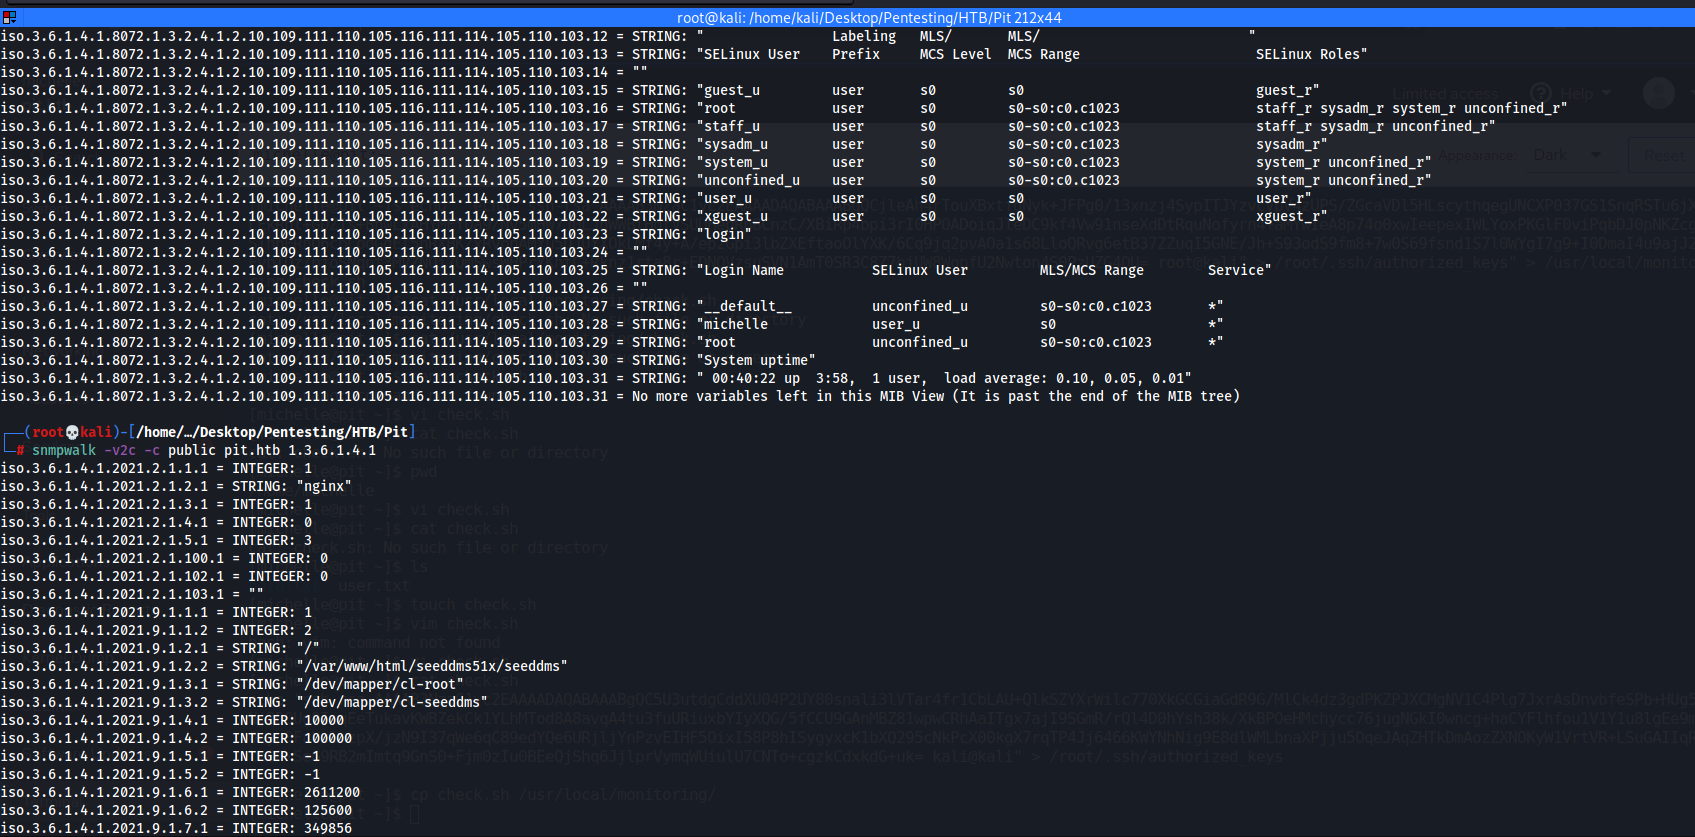 root@kali: /home/kali/Desktop/Pentesting/HTB/Pit 212x44
iso.3.6.1.4.1.8072.1.3.2.4.1.2.10.109.111.110.105.116.111.114.105.110.103.12 = STRING: "                Labeling   MLS/       MLS/                          "
iso.3.6.1.4.1.8072.1.3.2.4.1.2.10.109.111.110.105.116.111.114.105.110.103.13 = STRING: "SELinux User    Prefix     MCS Level  MCS Range                      SELinux Roles"
iso.3.6.1.4.1.8072.1.3.2.4.1.2.10.109.111.110.105.116.111.114.105.110.103.14 = ""
iso.3.6.1.4.1.8072.1.3.2.4.1.2.10.109.111.110.105.116.111.114.105.110.103.15 = STRING: "guest_u         user       s0         s0                             guest_r"
iso.3.6.1.4.1.8072.1.3.2.4.1.2.10.109.111.110.105.116.111.114.105.110.103.16 = STRING: "root            user       s0         s0-s0:c0.c1023                 staff_r sysadm_r system_r unconfined_r"
iso.3.6.1.4.1.8072.1.3.2.4.1.2.10.109.111.110.105.116.111.114.105.110.103.17 = STRING: "staff_u         user       s0         s0-s0:c0.c1023                 staff_r sysadm_r unconfined_r"
iso.3.6.1.4.1.8072.1.3.2.4.1.2.10.109.111.110.105.116.111.114.105.110.103.18 = STRING: "sysadm_u        user       s0         s0-s0:c0.c1023                 sysadm_r"
iso.3.6.1.4.1.8072.1.3.2.4.1.2.10.109.111.110.105.116.111.114.105.110.103.19 = STRING: "system_u        user       s0         s0-s0:c0.c1023                 system_r unconfined_r"
iso.3.6.1.4.1.8072.1.3.2.4.1.2.10.109.111.110.105.116.111.114.105.110.103.20 = STRING: "unconfined_u    user       s0         s0-s0:c0.c1023                 system_r unconfined_r"
iso.3.6.1.4.1.8072.1.3.2.4.1.2.10.109.111.110.105.116.111.114.105.110.103.21 = STRING: "user_u          user       s0         s0                             user_r"
iso.3.6.1.4.1.8072.1.3.2.4.1.2.10.109.111.110.105.116.111.114.105.110.103.22 = STRING: "xguest_u        user       s0         s0                             xguest_r"
iso.3.6.1.4.1.8072.1.3.2.4.1.2.10.109.111.110.105.116.111.114.105.110.103.23 = STRING: "login"
iso.3.6.1.4.1.8072.1.3.2.4.1.2.10.109.111.110.105.116.111.114.105.110.103.24 = ""
iso.3.6.1.4.1.8072.1.3.2.4.1.2.10.109.111.110.105.116.111.114.105.110.103.25 = STRING: "Login Name           SELinux User         MLS/MCS Range        Service"
iso.3.6.1.4.1.8072.1.3.2.4.1.2.10.109.111.110.105.116.111.114.105.110.103.26 = ""
iso.3.6.1.4.1.8072.1.3.2.4.1.2.10.109.111.110.105.116.111.114.105.110.103.27 = STRING: "__default__          unconfined_u         s0-s0:c0.c1023       *"
iso.3.6.1.4.1.8072.1.3.2.4.1.2.10.109.111.110.105.116.111.114.105.110.103.28 = STRING: "michelle             user_u               s0                   *"
iso.3.6.1.4.1.8072.1.3.2.4.1.2.10.109.111.110.105.116.111.114.105.110.103.29 = STRING: "root                 unconfined_u         s0-s0:c0.c1023       *"
iso.3.6.1.4.1.8072.1.3.2.4.1.2.10.109.111.110.105.116.111.114.105.110.103.30 = STRING: "System uptime"
iso.3.6.1.4.1.8072.1.3.2.4.1.2.10.109.111.110.105.116.111.114.105.110.103.31 = STRING: " 00:40:22 up  3:58,  1 user,  load average: 0.10, 0.05, 0.01"
iso.3.6.1.4.1.8072.1.3.2.4.1.2.10.109.111.110.105.116.111.114.105.110.103.31 = No more variables left in this MIB View (It is past the end of the MIB tree)
(root💀kali)-[/home/…/Desktop/Pentesting/HTB/Pit]
# snmpwalk -v2c -c public pit.htb 1.3.6.1.4.1
iso.3.6.1.4.1.2021.2.1.1.1 = INTEGER: 1
iso.3.6.1.4.1.2021.2.1.2.1 = STRING: "nginx"
iso.3.6.1.4.1.2021.2.1.3.1 = INTEGER: 1
iso.3.6.1.4.1.2021.2.1.4.1 = INTEGER: 0
iso.3.6.1.4.1.2021.2.1.5.1 = INTEGER: 3
iso.3.6.1.4.1.2021.2.1.100.1 = INTEGER: 0
iso.3.6.1.4.1.2021.2.1.102.1 = INTEGER: 0
iso.3.6.1.4.1.2021.2.1.103.1 = ""
iso.3.6.1.4.1.2021.9.1.1.1 = INTEGER: 1
iso.3.6.1.4.1.2021.9.1.1.2 = INTEGER: 2
iso.3.6.1.4.1.2021.9.1.2.1 = STRING: "/"
iso.3.6.1.4.1.2021.9.1.2.2 = STRING: "/var/www/html/seeddms51x/seeddms"
iso.3.6.1.4.1.2021.9.1.3.1 = STRING: "/dev/mapper/cl-root"
iso.3.6.1.4.1.2021.9.1.3.2 = STRING: "/dev/mapper/cl-seeddms"
iso.3.6.1.4.1.2021.9.1.4.1 = INTEGER: 10000
iso.3.6.1.4.1.2021.9.1.4.2 = INTEGER: 100000
iso.3.6.1.4.1.2021.9.1.5.1 = INTEGER: -1
iso.3.6.1.4.1.2021.9.1.5.2 = INTEGER: -1
iso.3.6.1.4.1.2021.9.1.6.1 = INTEGER: 2611200
iso.3.6.1.4.1.2021.9.1.6.2 = INTEGER: 125600
iso.3.6.1.4.1.2021.9.1.7.1 = INTEGER: 349856